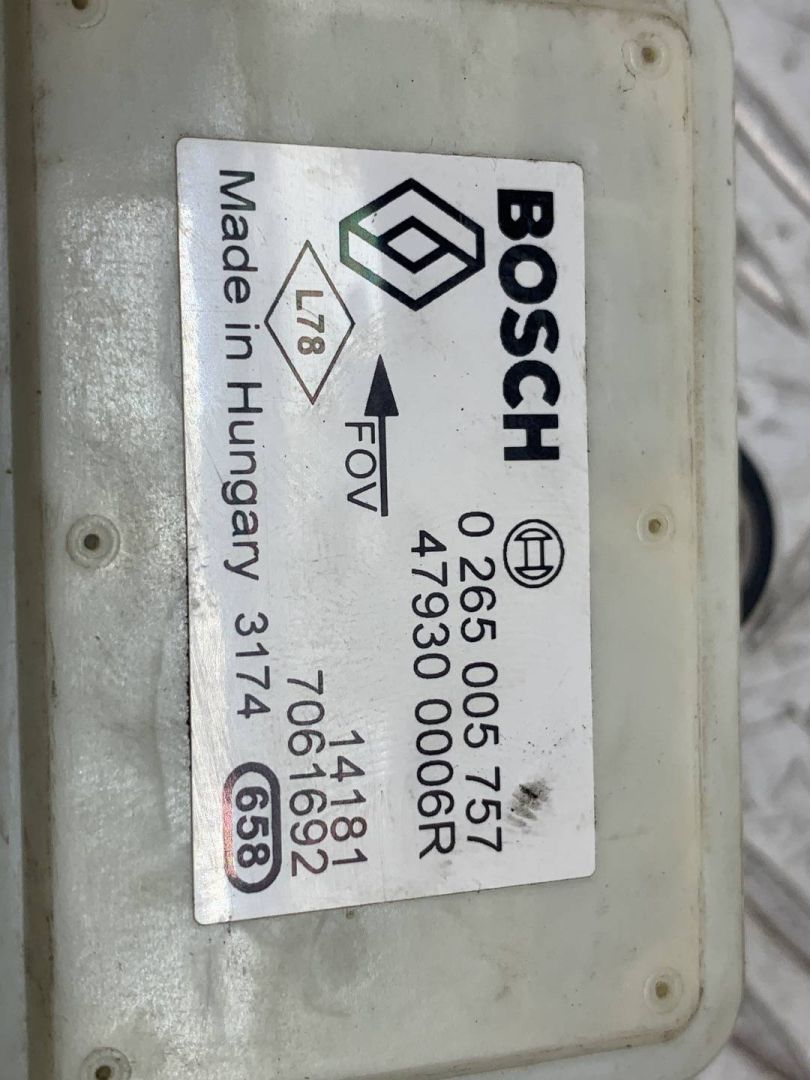 BOSCH
0 265 005 757
47930 0006R
FOV
L78
14181
7061692
Made in Hungary 3174 658